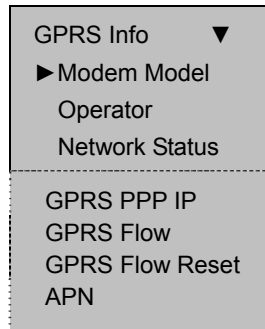 GPRS Info ▼
►Modem Model
Operator
Network Status
GPRS PPP IP
GPRS Flow
GPRS Flow Reset
APN